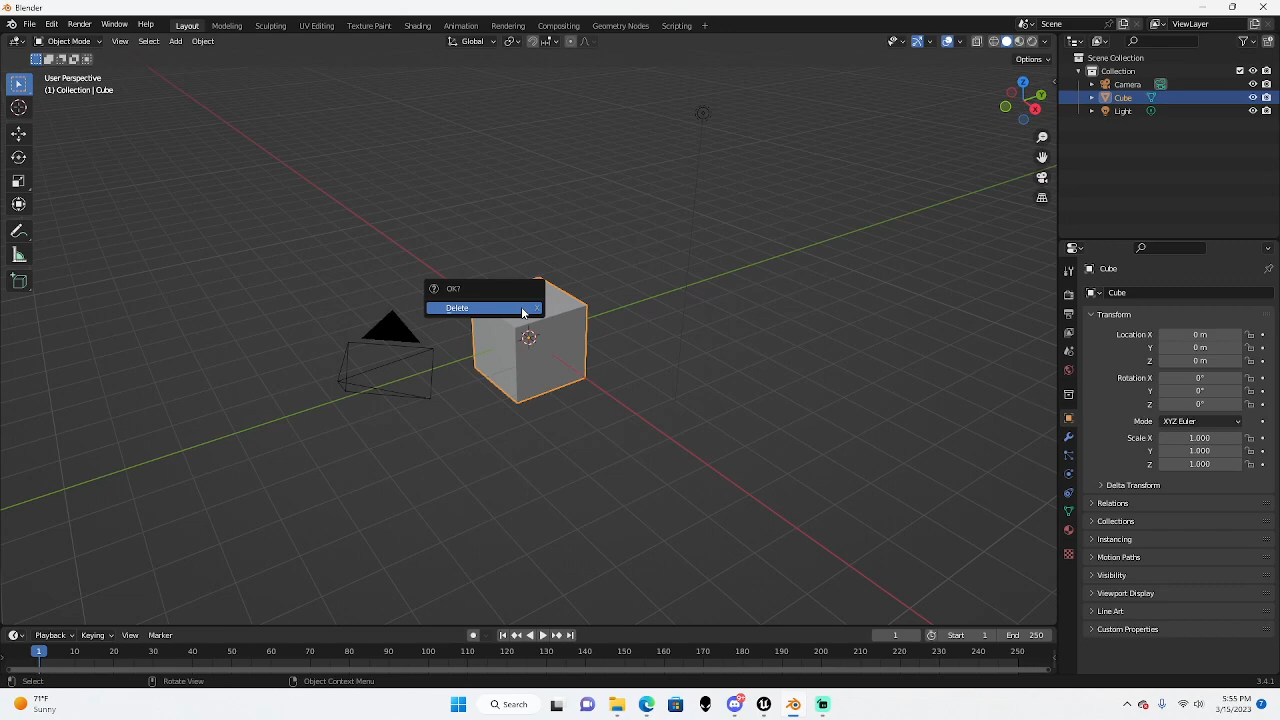 Blender
File Edit Render Window Help Layout Modeling Sculpting UV Editing Texture Paint Shading Animation Rendering Compositing Geometry Nodes Scripting + Scene ViewLayer
Object Mode View Select Add Object Global
Options
User Perspective
(1) Collection | Cube
Scene Collection
Collection
Camera
Cube
Light
Z
Y
X
OK?
Delete X
Cube
Cube
Transform
Location X 0 m
Y 0 m
Z 0 m
Rotation X 0°
Y 0°
Z 0°
Mode XYZ Euler
Scale X 1.000
Y 1.000
Z 1.000
Delta Transform
Relations
Collections
Instancing
Motion Paths
Visibility
Viewport Display
Line Art
Custom Properties
Playback Keying View Marker 1 Start 1 End 250
1 10 20 30 40 50 60 70 80 90 100 110 120 130 140 150 160 170 180 190 200 210 220 230 240 250
Select Rotate View Object Context Menu 3.4.1
71°F
Sunny
Search
5:55 PM
3/15/2023